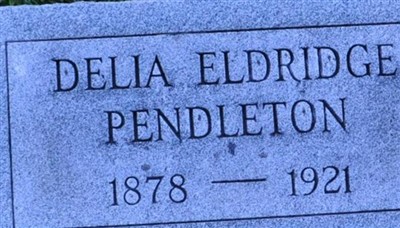 DELIA ELDRIDGE
PENDLETON
1878 — 1921